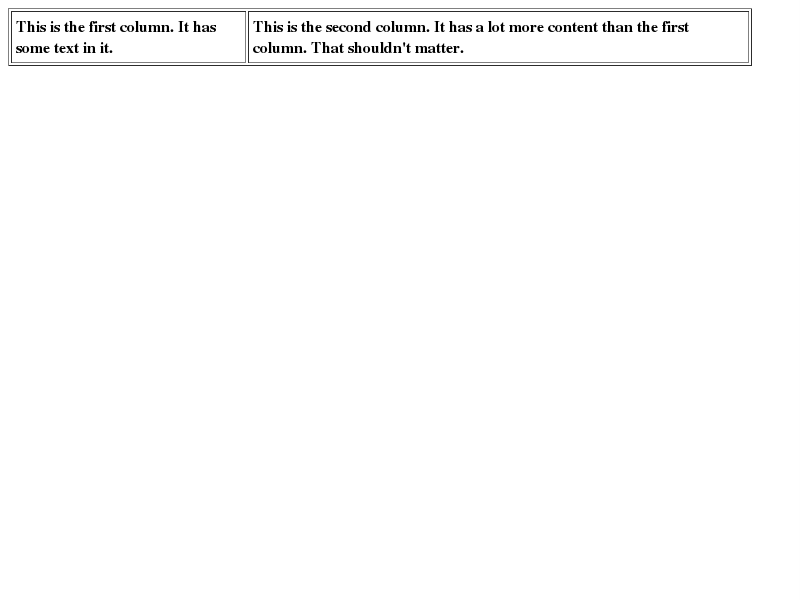 This is the first column. It has
some text in it.
This is the second column. It has a lot more content than the first
column. That shouldn't matter.